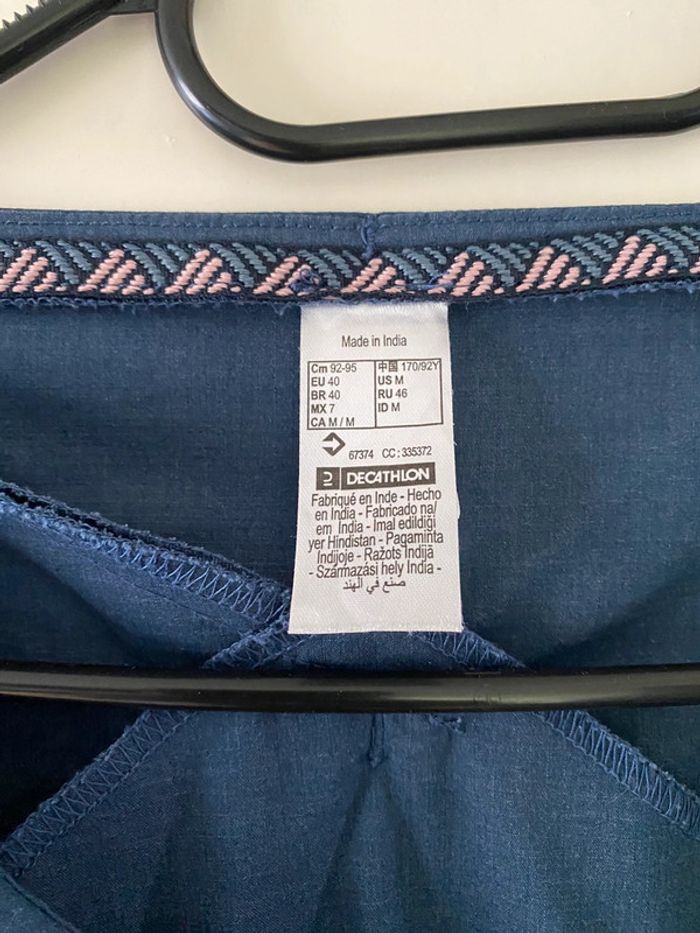 Made in India
Cm 92-95
EU 40
BR 40
MX 7
CA M / M
中国 170/92Y
US M
RU 46
ID M
67374 CC : 335372
DECATHLON
Fabriqué en Inde - Hecho
en India - Fabricado na/
em India - Imal edildiği
yer Hindistan - Pagaminta
Indijoje - Ražots Indijā
- Származási hely India -
صنع في الهند